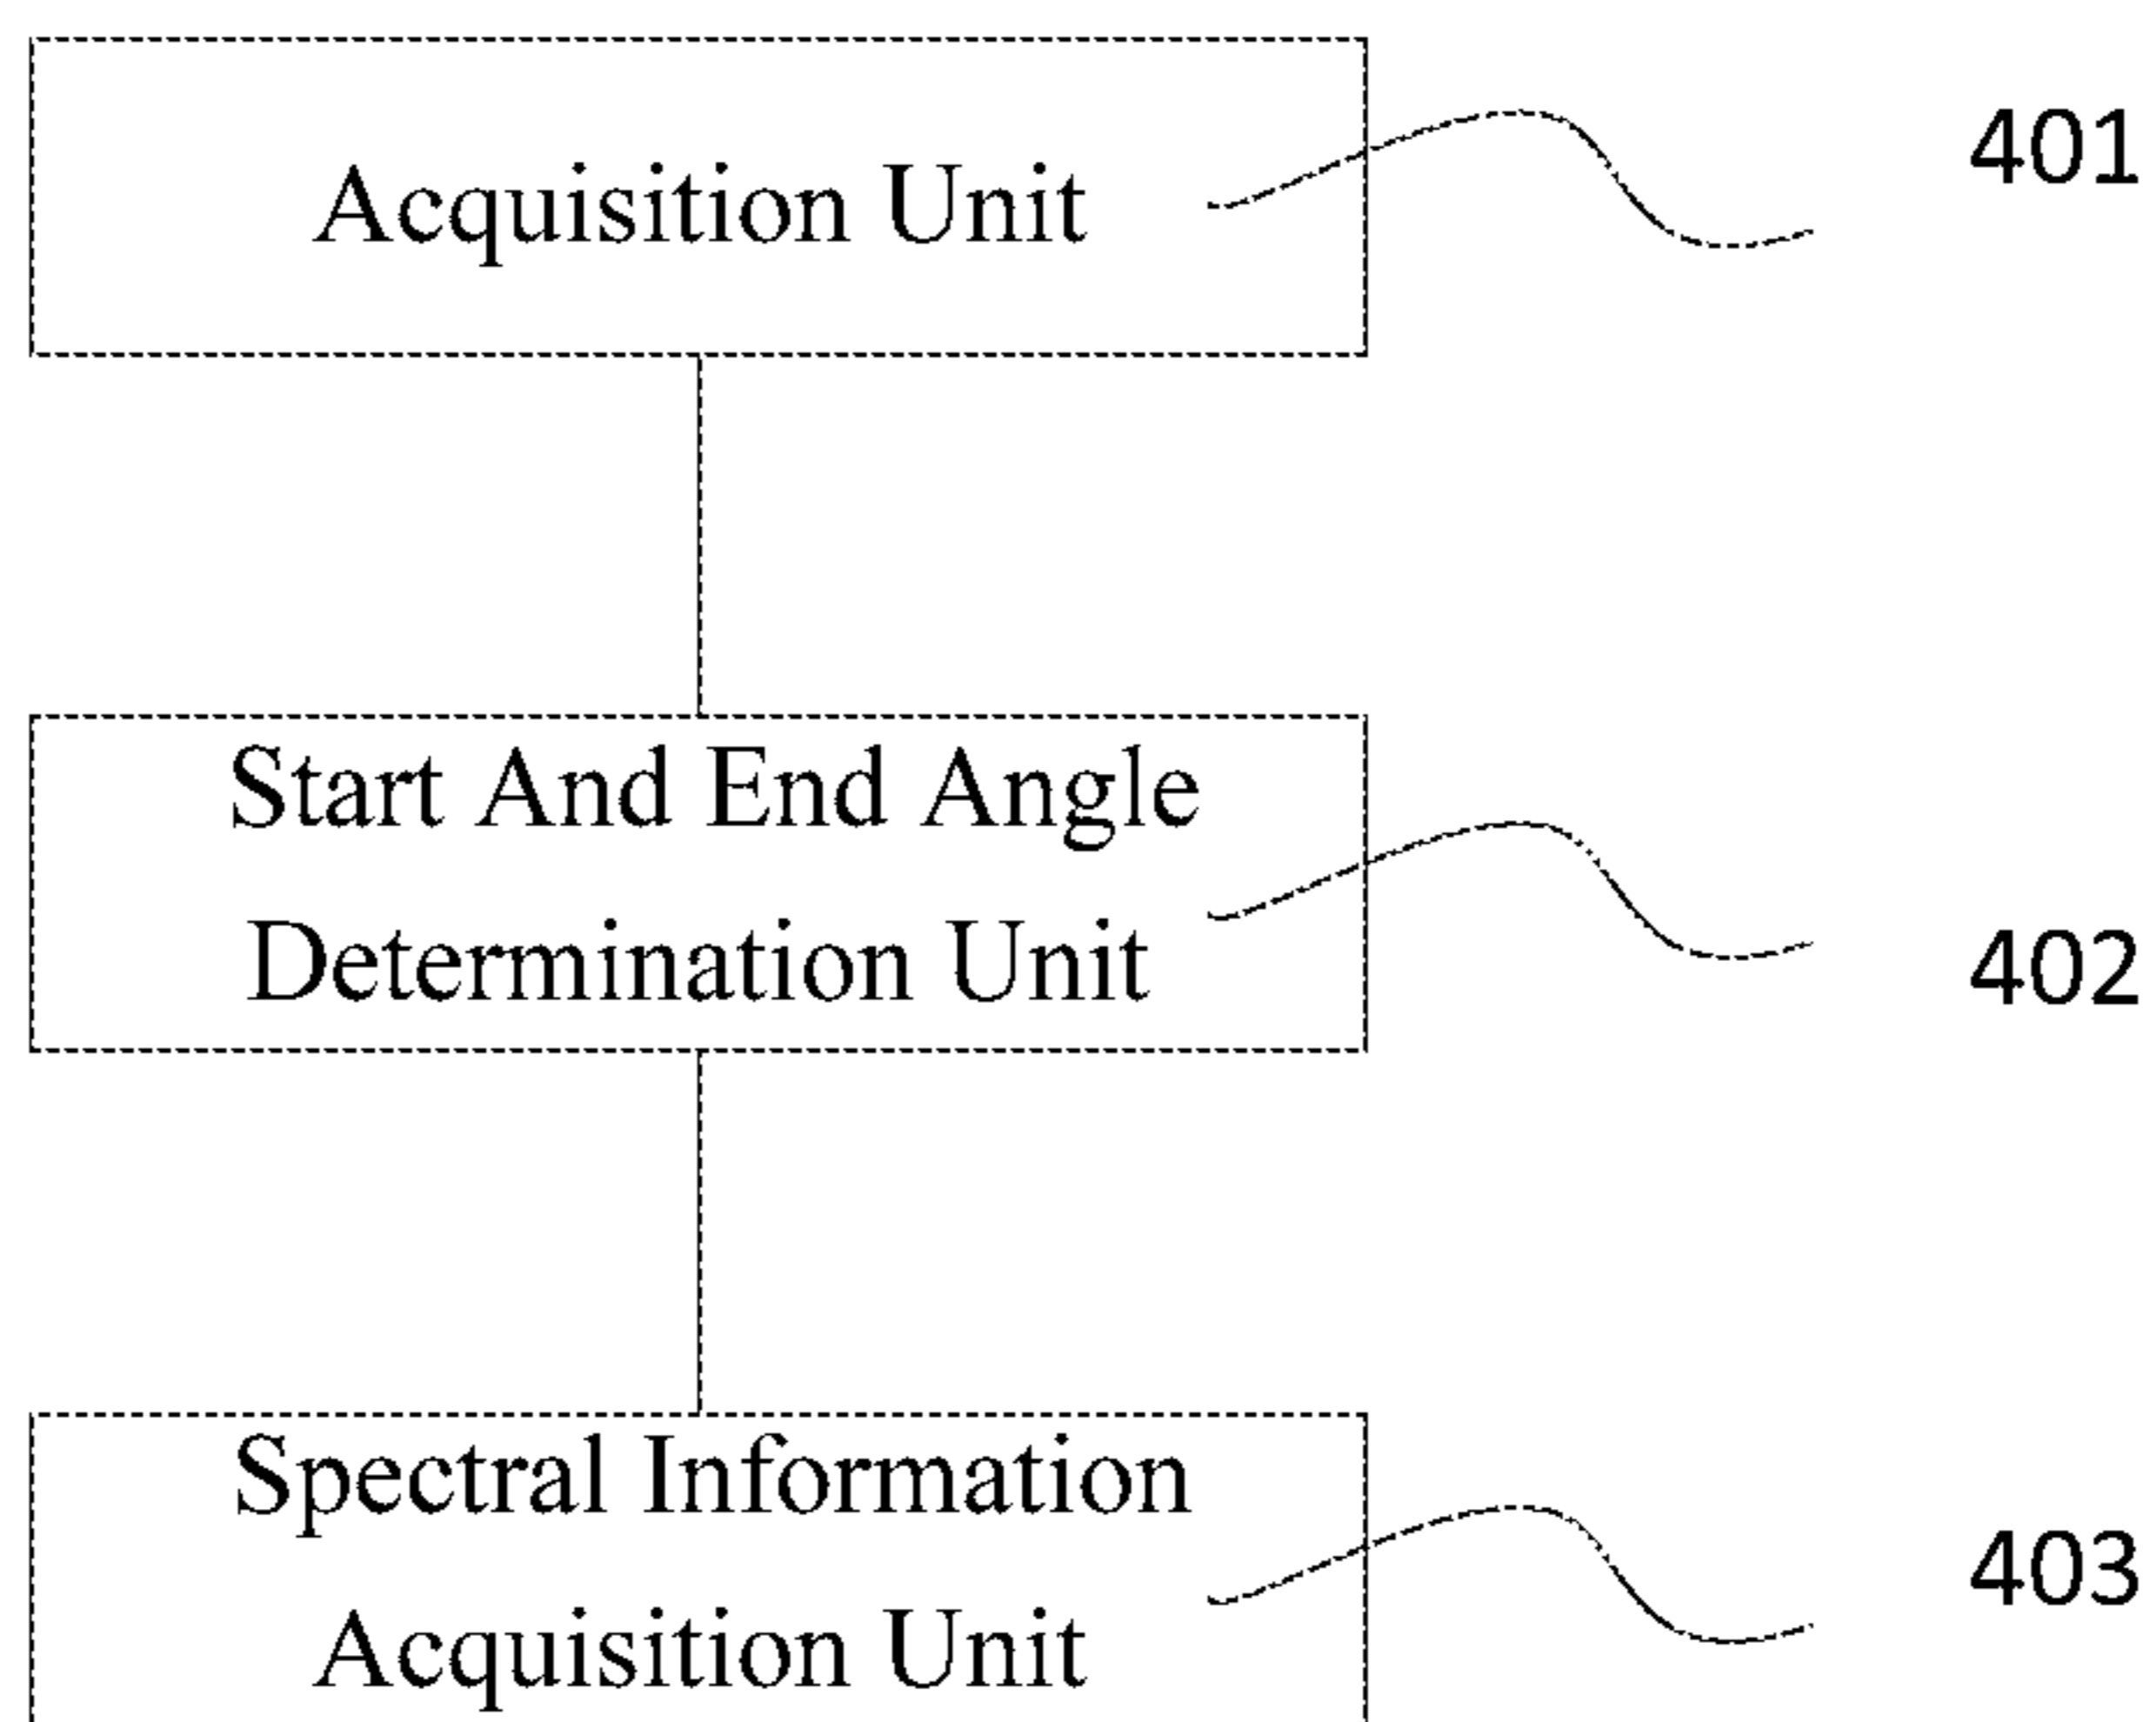 Acquisition Unit
401
Start And End Angle
Determination Unit
402
Spectral Information
Acquisition Unit
403